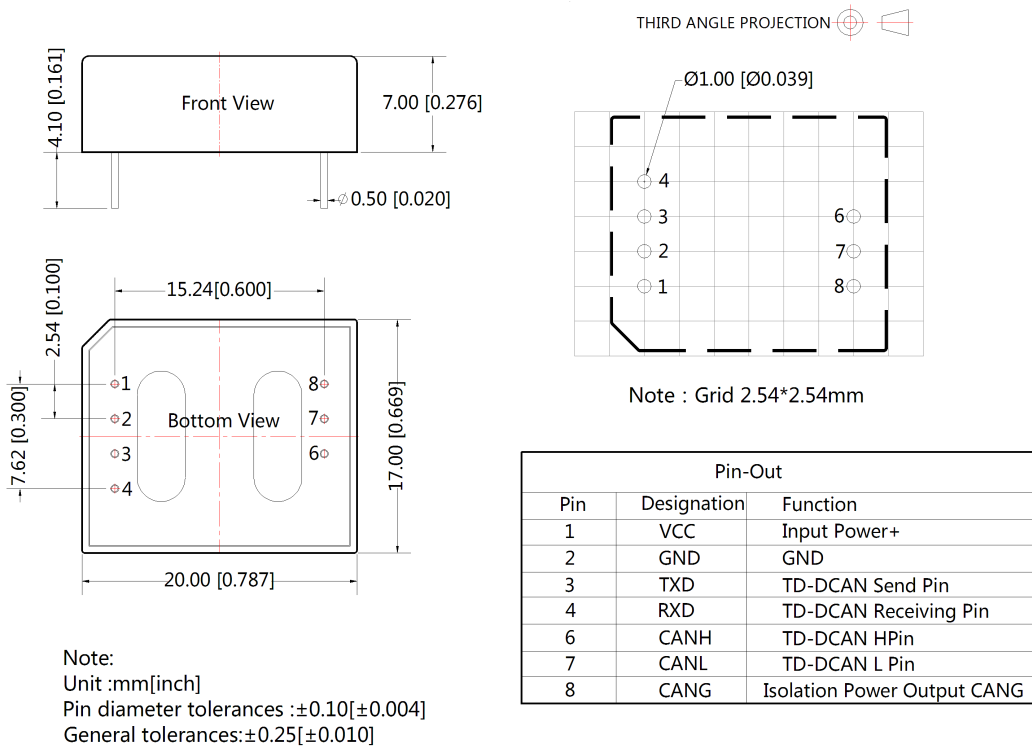 THIRD ANGLE PROJECTION
4.10 [0.161]
Front View
7.00 [0.276]
0.50 [0.020]
Ø1.00 [Ø0.039]
4
3
2
1
6
7
8
Note : Grid 2.54*2.54mm
15.24[0.600]
2.54 [0.100]
7.62 [0.300]
1
2
3
4
8
7
6
Bottom View
17.00 [0.669]
20.00 [0.787]
Pin-Out
Pin Designation Function
1 VCC Input Power+
2 GND GND
3 TXD TD-DCAN Send Pin
4 RXD TD-DCAN Receiving Pin
6 CANH TD-DCAN HPin
7 CANL TD-DCAN L Pin
8 CANG Isolation Power Output CANG
Note:
Unit :mm[inch]
Pin diameter tolerances :±0.10[±0.004]
General tolerances:±0.25[±0.010]